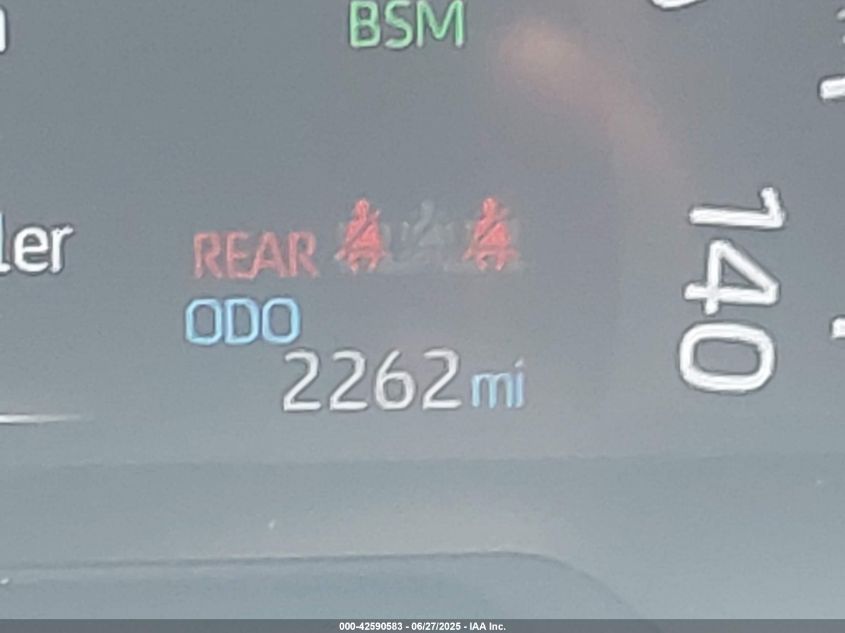 BSM
ler
REAR
ODO
2262 mi
140
000-42590583 - 06/27/2025 - IAA Inc.